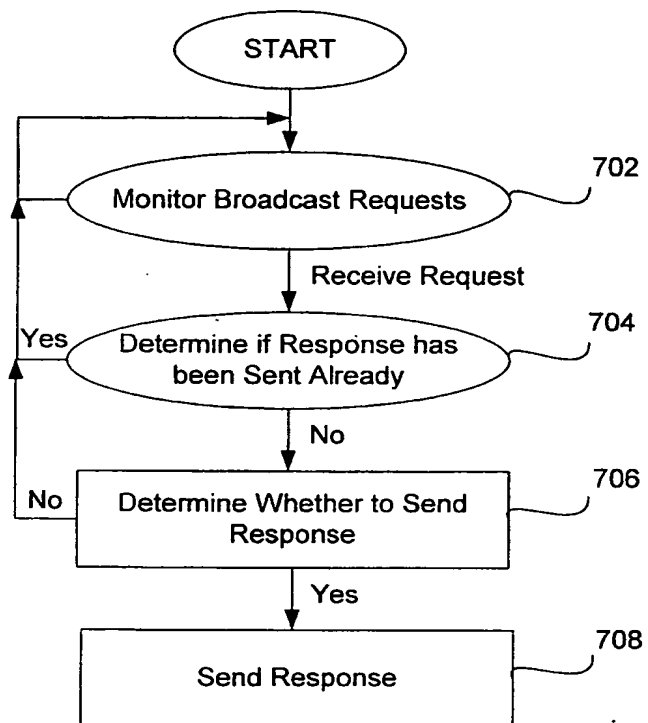 START
Monitor Broadcast Requests
702
Receive Request
Yes
Determine if Response has
been Sent Already
704
No
No
Determine Whether to Send
Response
706
Yes
Send Response
708